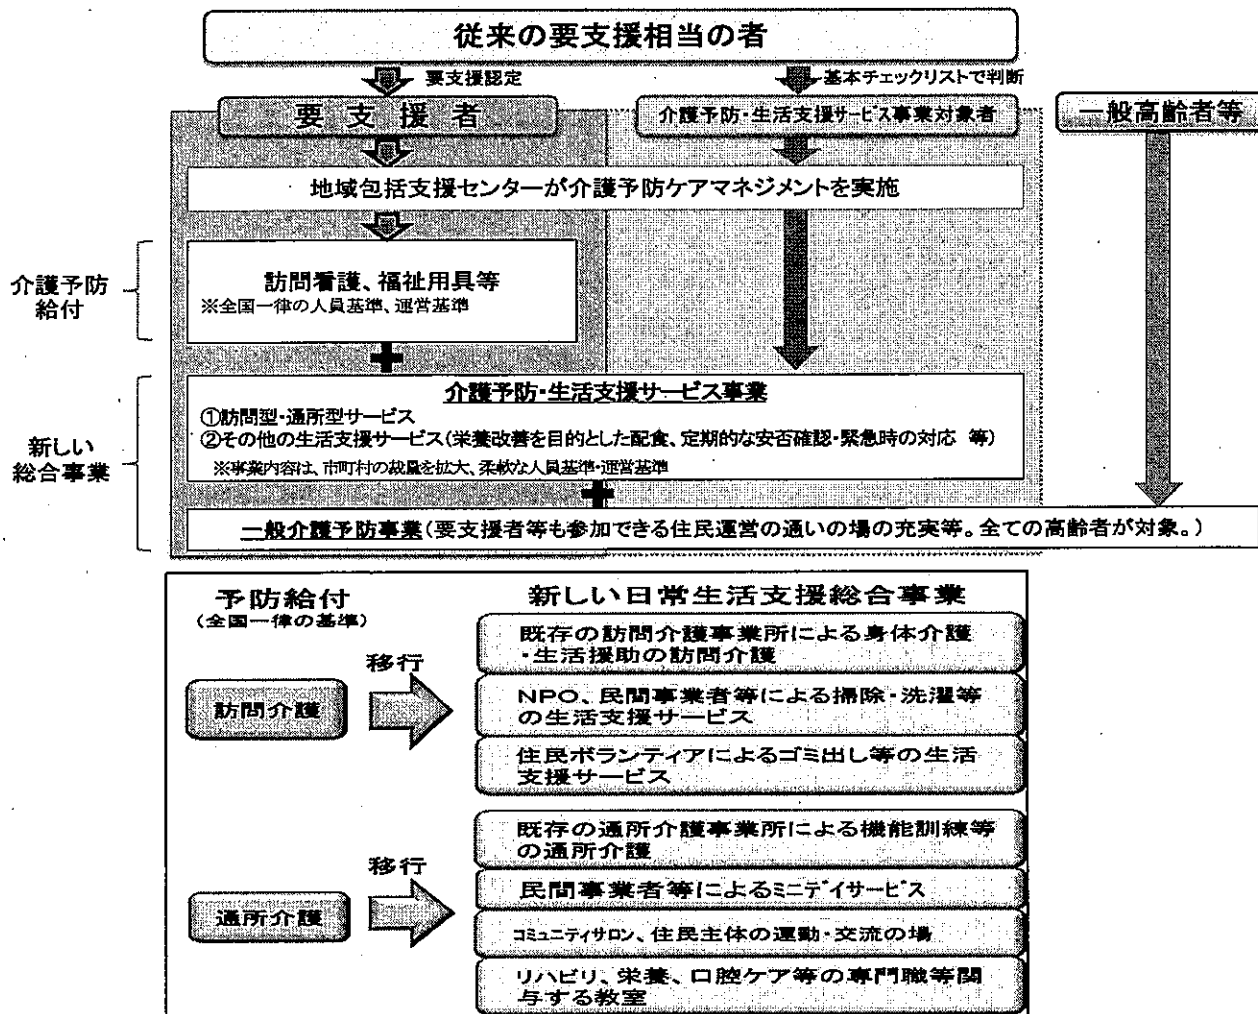 従来の要支援相当の者
要支援認定
基本チェックリストで判断
要支援者
介護予防・生活支援サービス事業対象者
一般高齢者等
地域包括支援センターが介護予防ケアマネジメントを実施
介護予防
給付
訪問看護、福祉用具等
※全国一律の人員基準、運営基準
新しい
総合事業
介護予防・生活支援サービス事業
①訪問型・通所型サービス
②その他の生活支援サービス(栄養改善を目的とした配食、定期的な安否確認・緊急時の対応 等)
※事業内容は、市町村の裁量を拡大、柔軟な人員基準・運営基準
一般介護予防事業(要支援者等も参加できる住民運営の通いの場の充実等。全ての高齢者が対象。)
予防給付
(全国一律の基準)
新しい日常生活支援総合事業
訪問介護
移行
既存の訪問介護事業所による身体介護
・生活援助の訪問介護
NPO、民間事業者等による掃除・洗濯等
の生活支援サービス
住民ボランティアによるゴミ出し等の生活
支援サービス
通所介護
移行
既存の通所介護事業所による機能訓練等
の通所介護
民間事業者等によるミニデイサービス
コミュニティサロン、住民主体の運動・交流の場
リハビリ、栄養、口腔ケア等の専門職等関
与する教室